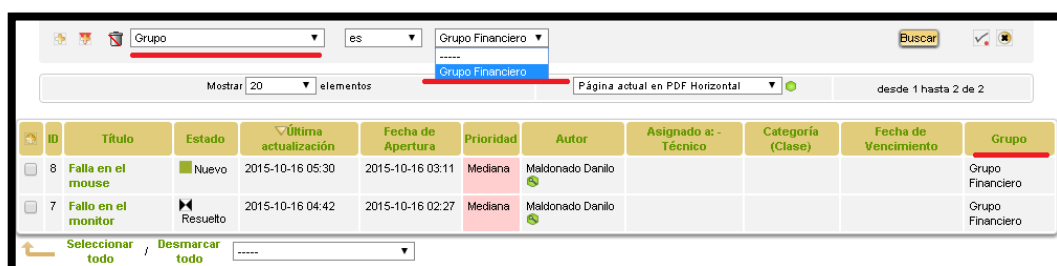 Grupo es Grupo Financiero Buscar
-----
Grupo Financiero
Mostrar 20 elementos Página actual en PDF Horizontal desde 1 hasta 2 de 2
ID Título Estado Última actualización Fecha de Apertura Prioridad Autor Asignado a: - Técnico Categoría (Clase) Fecha de Vencimiento Grupo
8 Falla en el mouse Nuevo 2015-10-16 05:30 2015-10-16 03:11 Mediana Maldonado Danilo Grupo Financiero
7 Fallo en el monitor Resuelto 2015-10-16 04:42 2015-10-16 02:27 Mediana Maldonado Danilo Grupo Financiero
Seleccionar todo / Desmarcar todo -----